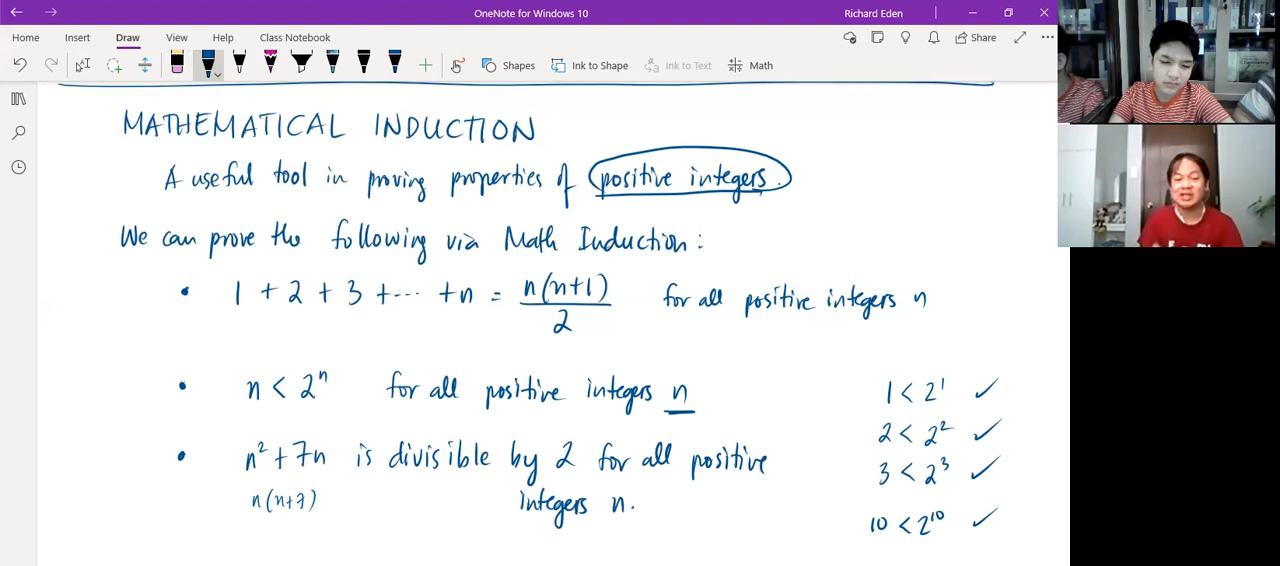 OneNote for Windows 10
Richard Eden
Home Insert Draw View Help Class Notebook
Share
Shapes Ink to Shape Ink to Text Math
MATHEMATICAL INDUCTION
A useful tool in proving properties of positive integers.
We can prove the following via Math Induction:
• 1 + 2 + 3 + ... + n = n(n+1)/2 for all positive integers n
• n < 2ⁿ for all positive integers n
1 < 2¹ ✓
2 < 2² ✓
• n² + 7n is divisible by 2 for all positive
3 < 2³ ✓
n(n+7) integers n.
10 < 2¹⁰ ✓